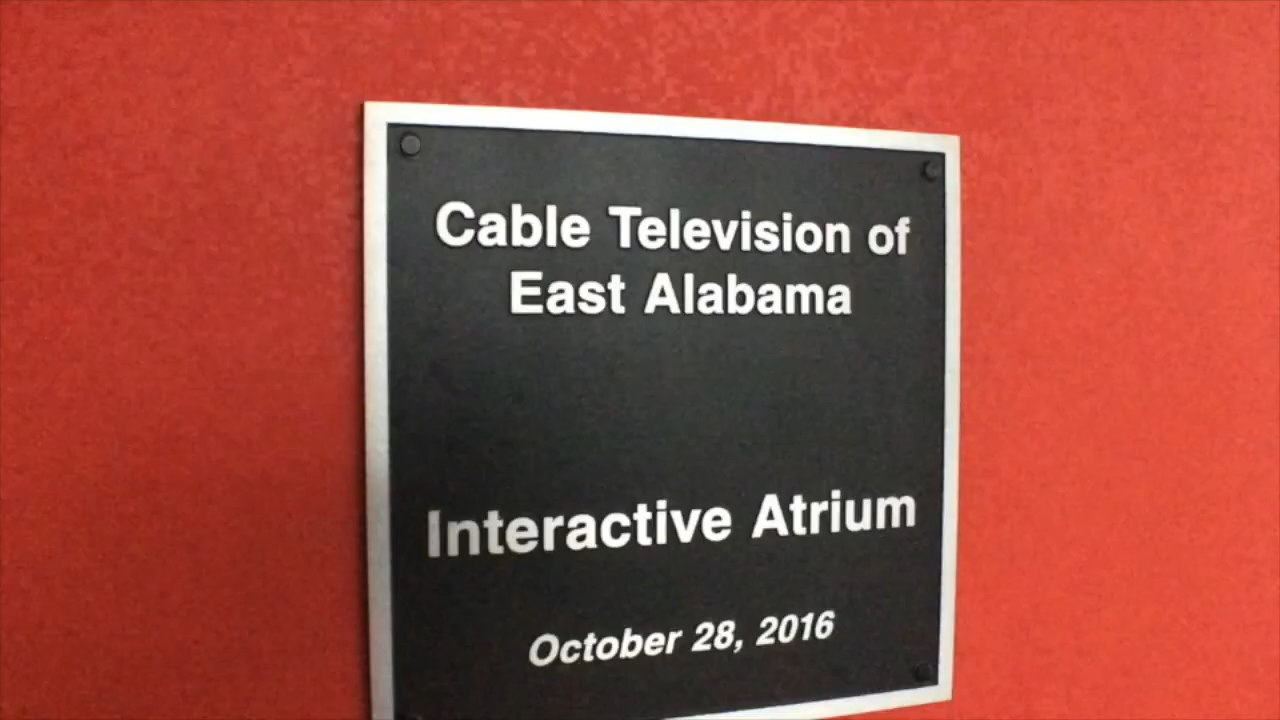 Cable Television of
East Alabama
Interactive Atrium
October 28, 2016